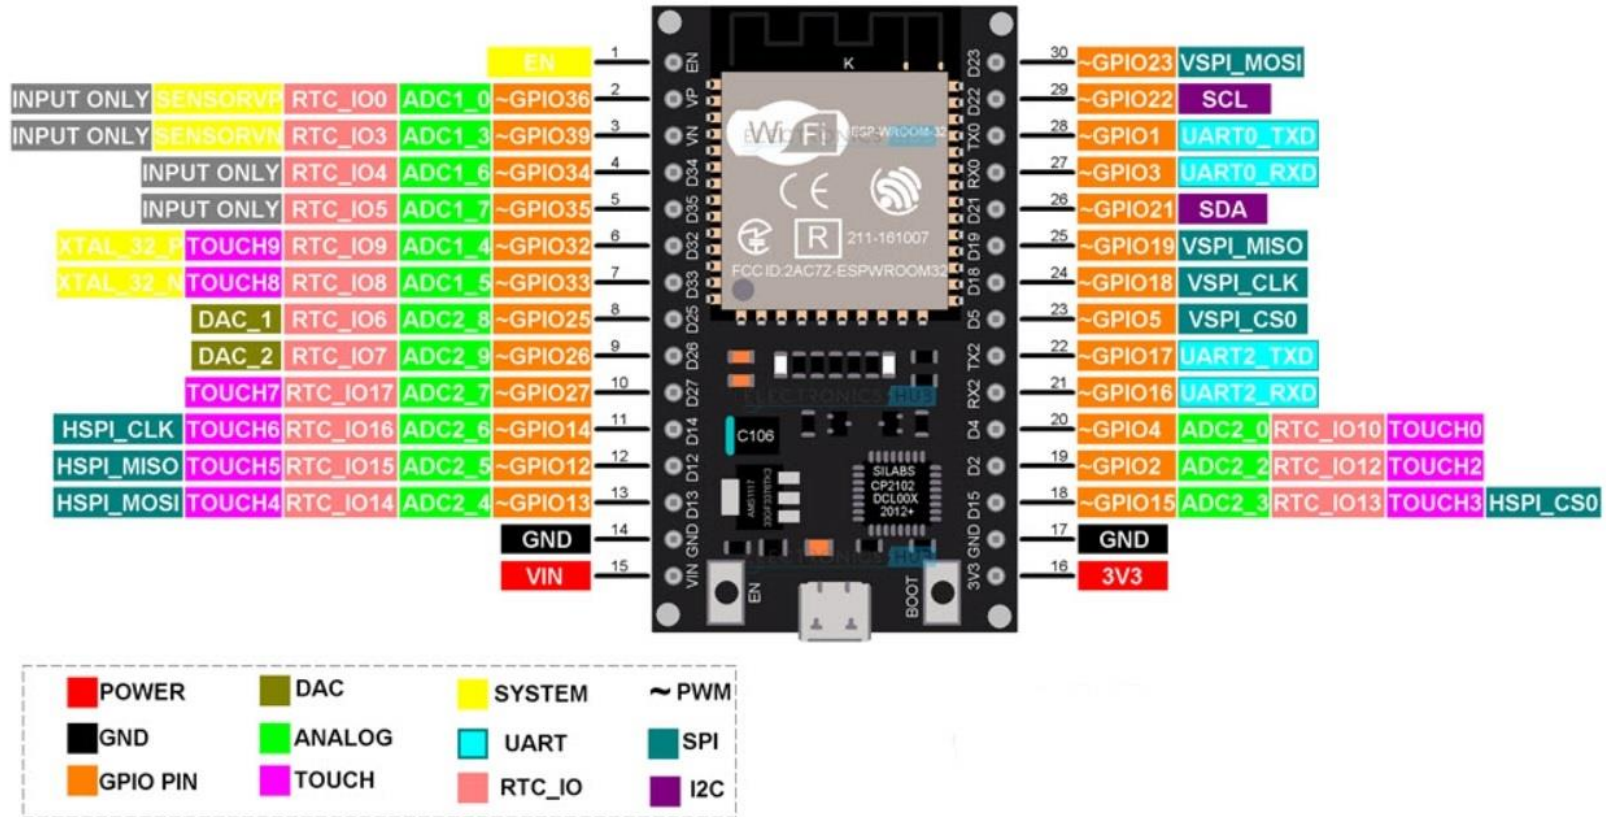 EN 1 EN D23 30 ~GPIO23 VSPI_MOSI
K
INPUT ONLY SENSORVP RTC_IO0 ADC1_0 ~GPIO36 2 VP D22 29 ~GPIO22 SCL
INPUT ONLY SENSORVN RTC_IO3 ADC1_3 ~GPIO39 3 VN Wi Fi ESP-WROOM-32 TX0 28 ~GPIO1 UART0_TXD
INPUT ONLY RTC_IO4 ADC1_6 ~GPIO34 4 D34 RX0 27 ~GPIO3 UART0_RXD
INPUT ONLY RTC_IO5 ADC1_7 ~GPIO35 5 D35 CE D21 26 ~GPIO21 SDA
XTAL_32_P TOUCH9 RTC_IO9 ADC1_4 ~GPIO32 6 D32 R 211-161007 D19 25 ~GPIO19 VSPI_MISO
XTAL_32_N TOUCH8 RTC_IO8 ADC1_5 ~GPIO33 7 D33 FCC ID:2AC7Z-ESPWROOM32 D18 24 ~GPIO18 VSPI_CLK
DAC_1 RTC_IO6 ADC2_8 ~GPIO25 8 D25 D5 23 ~GPIO5 VSPI_CS0
DAC_2 RTC_IO7 ADC2_9 ~GPIO26 9 D26 TX2 22 ~GPIO17 UART2_TXD
TOUCH7 RTC_IO17 ADC2_7 ~GPIO27 10 D27 RX2 21 ~GPIO16 UART2_RXD
ELECTRONICS HUB
HSPI_CLK TOUCH6 RTC_IO16 ADC2_6 ~GPIO14 11 D14 C106 D4 20 ~GPIO4 ADC2_0 RTC_IO10 TOUCH0
HSPI_MISO TOUCH5 RTC_IO15 ADC2_5 ~GPIO12 12 D12 D2 19 ~GPIO2 ADC2_2 RTC_IO12 TOUCH2
SILABS
CP2102
DCL00X
2012+
HSPI_MOSI TOUCH4 RTC_IO14 ADC2_4 ~GPIO13 13 D13 AMS1117 D15 18 ~GPIO15 ADC2_3 RTC_IO13 TOUCH3 HSPI_CS0
GND 14 GND GND 17 GND
ELECTRONICS HUB
VIN 15 VIN EN BOOT 3V3 16 3V3
POWER DAC SYSTEM ~ PWM
GND ANALOG UART SPI
GPIO PIN TOUCH RTC_IO I2C